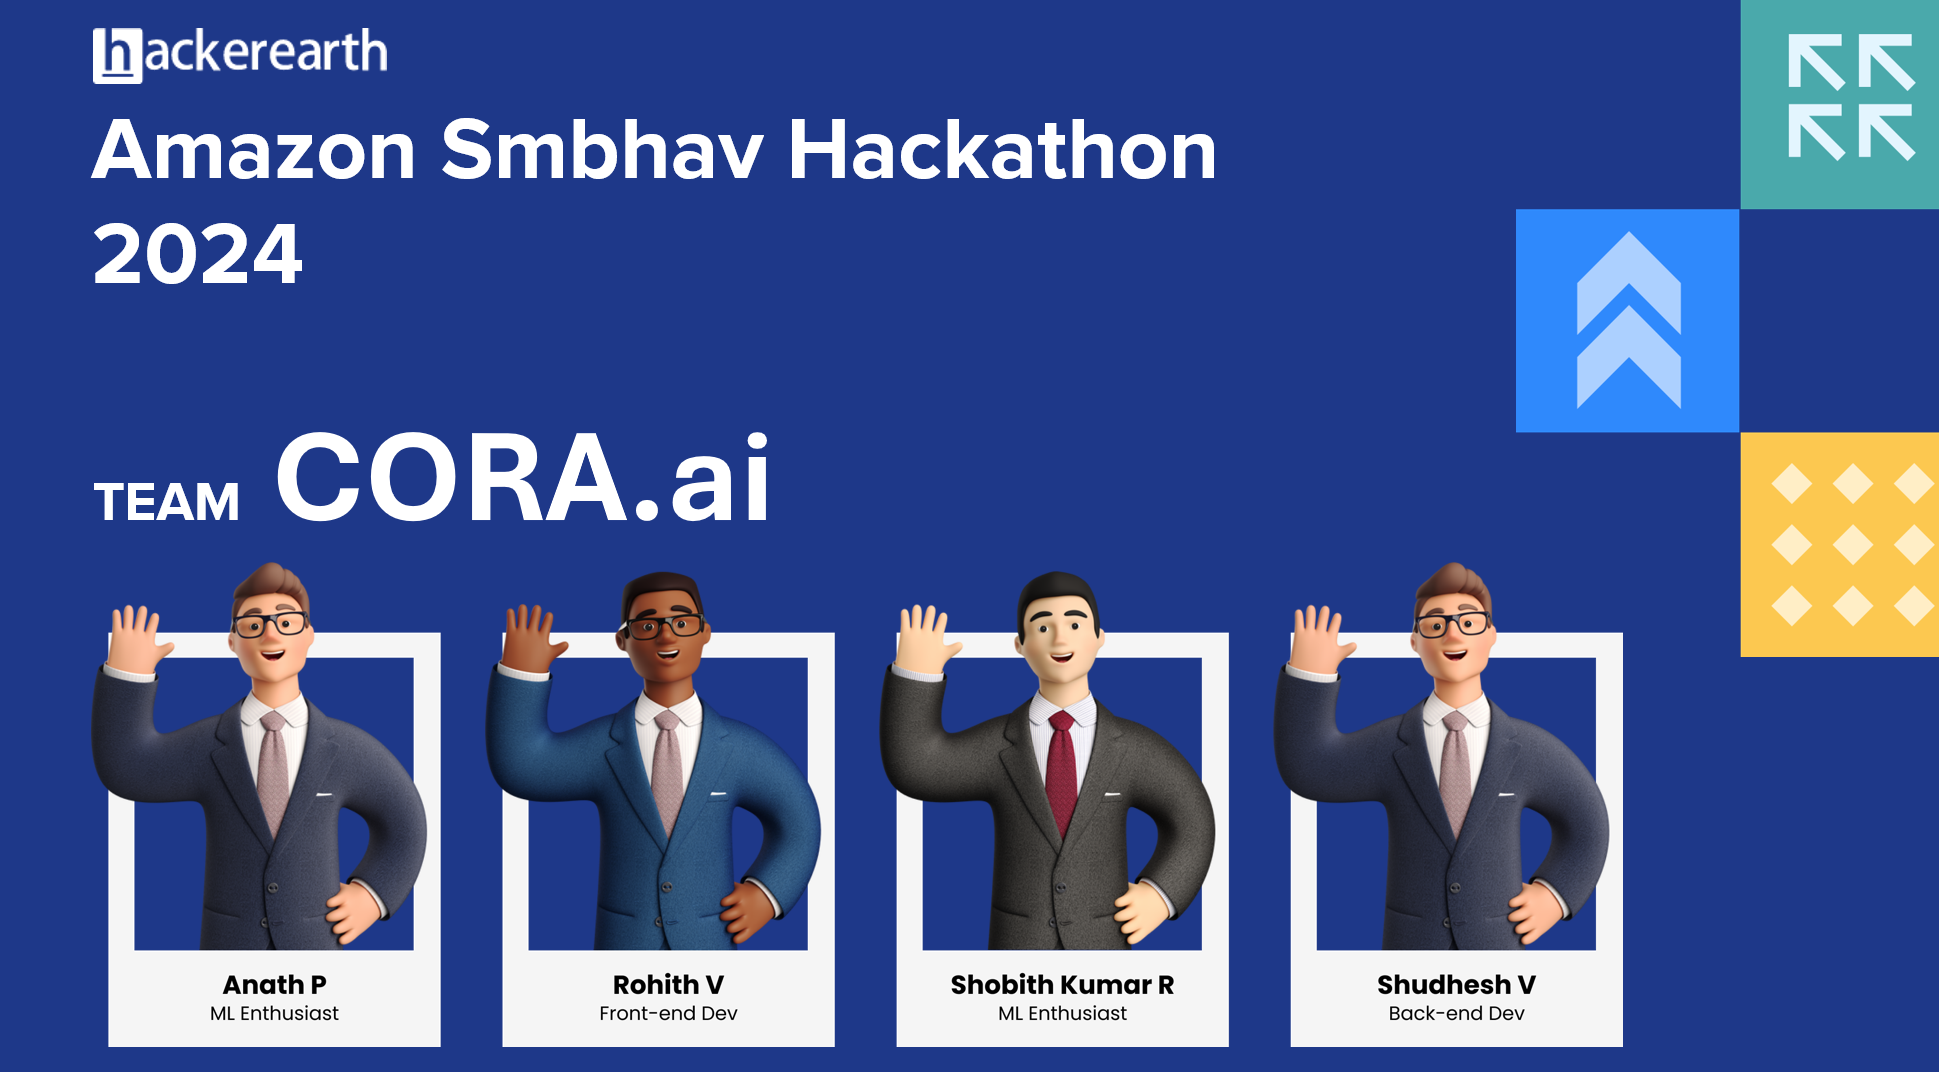 hackerearth
Amazon Smbhav Hackathon
2024
TEAM CORA.ai
Anath P
ML Enthusiast
Rohith V
Front-end Dev
Shobith Kumar R
ML Enthusiast
Shudhesh V
Back-end Dev